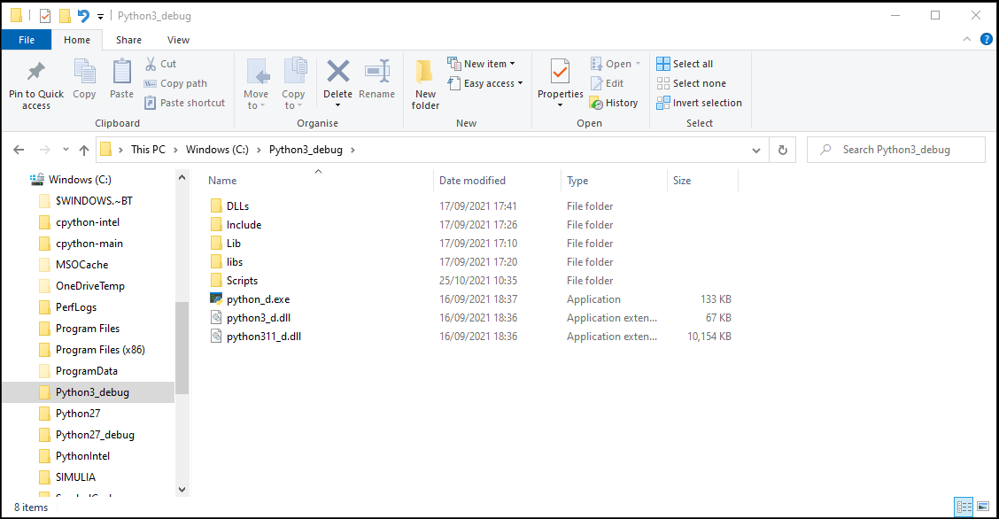 Python3_debug
File Home Share View
Pin to Quick access
Copy
Paste
Cut
Copy path
Paste shortcut
Clipboard
Move to
Copy to
Delete
Rename
Organise
New folder
New item
Easy access
New
Properties
Open
Edit
History
Open
Select all
Select none
Invert selection
Select
This PC > Windows (C:) > Python3_debug >
Search Python3_debug
Windows (C:)
$WINDOWS.~BT
cpython-intel
cpython-main
MSOCache
OneDriveTemp
PerfLogs
Program Files
Program Files (x86)
ProgramData
Python3_debug
Python27
Python27_debug
PythonIntel
SIMULIA
Name Date modified Type Size
DLLs 17/09/2021 17:41 File folder
Include 17/09/2021 17:26 File folder
Lib 17/09/2021 17:10 File folder
libs 17/09/2021 17:20 File folder
Scripts 25/10/2021 10:35 File folder
python_d.exe 16/09/2021 18:37 Application 133 KB
python3_d.dll 16/09/2021 18:36 Application exten... 67 KB
python311_d.dll 16/09/2021 18:36 Application exten... 10,154 KB
8 items